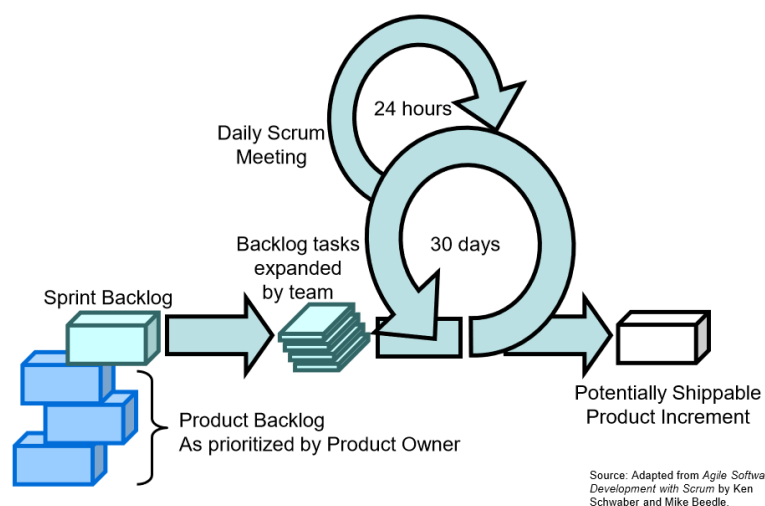 24 hours
Daily Scrum
Meeting
Backlog tasks
expanded
by team
30 days
Sprint Backlog
Product Backlog
As prioritized by Product Owner
Potentially Shippable
Product Increment
Source: Adapted from Agile Softwa
Development with Scrum by Ken
Schwaber and Mike Beedle.